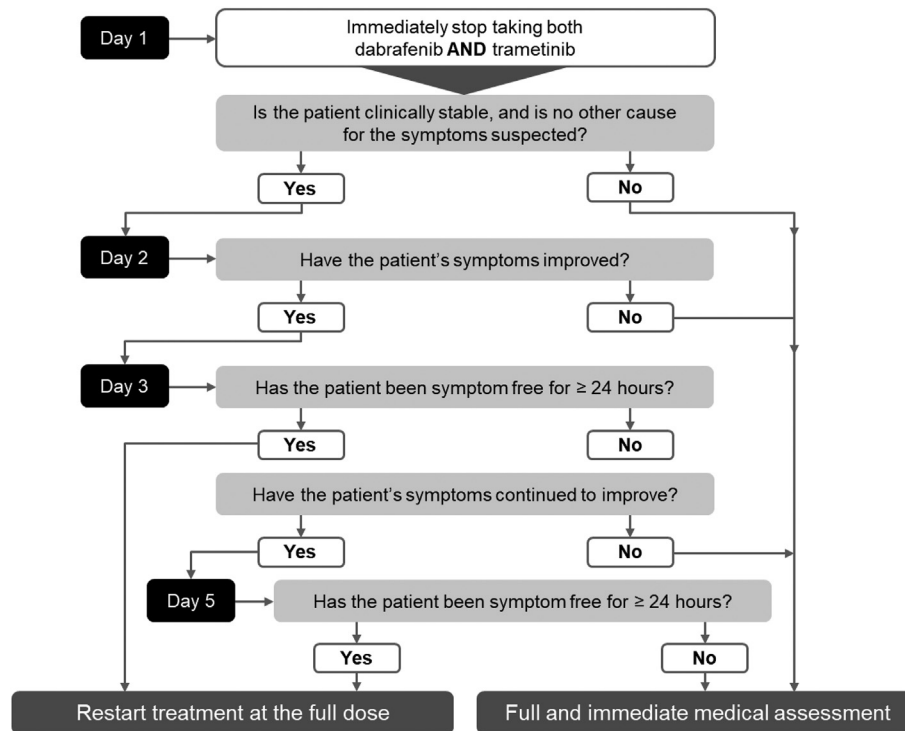 Day 1
Immediately stop taking both
dabrafenib AND trametinib
Is the patient clinically stable, and is no other cause
for the symptoms suspected?
Yes
No
Day 2
Have the patient’s symptoms improved?
Yes
No
Day 3
Has the patient been symptom free for ≥ 24 hours?
Yes
No
Have the patient’s symptoms continued to improve?
Yes
No
Day 5
Has the patient been symptom free for ≥ 24 hours?
Yes
No
Restart treatment at the full dose
Full and immediate medical assessment